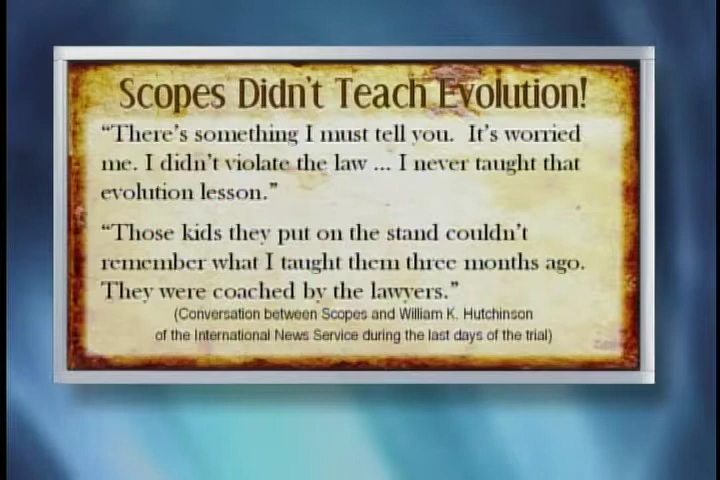 Scopes Didn't Teach Evolution!
“There's something I must tell you. It's worried
me. I didn't violate the law ... I never taught that
evolution lesson.”
“Those kids they put on the stand couldn't
remember what I taught them three months ago.
They were coached by the lawyers.”
(Conversation between Scopes and William K. Hutchinson
of the International News Service during the last days of the trial)